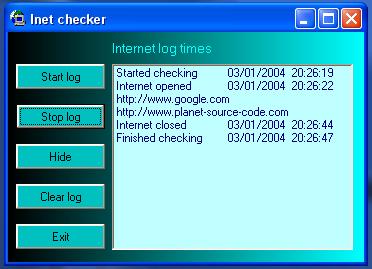 Inet checker
Internet log times
Start log
Stop log
Hide
Clear log
Exit
Started checking 03/01/2004 20:26:19
Internet opened 03/01/2004 20:26:22
http://www.google.com
http://www.planet-source-code.com
Internet closed 03/01/2004 20:26:44
Finished checking 03/01/2004 20:26:47